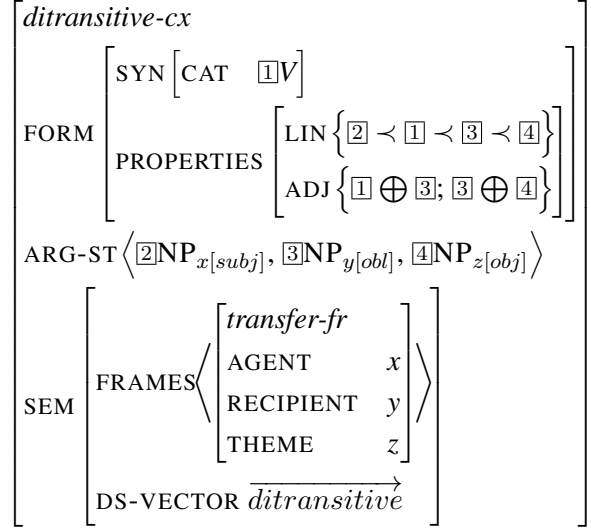 ditransitive-cx
SYN [CAT 1 V]
FORM
LIN {2 ≺ 1 ≺ 3 ≺ 4}
PROPERTIES
ADJ {1 ⊕ 3; 3 ⊕ 4}
ARG-ST ⟨2 NP x[subj], 3 NP y[obl], 4 NP z[obj]⟩
transfer-fr
AGENT x
FRAMES
RECIPIENT y
SEM
THEME z
DS-VECTOR ditransitive